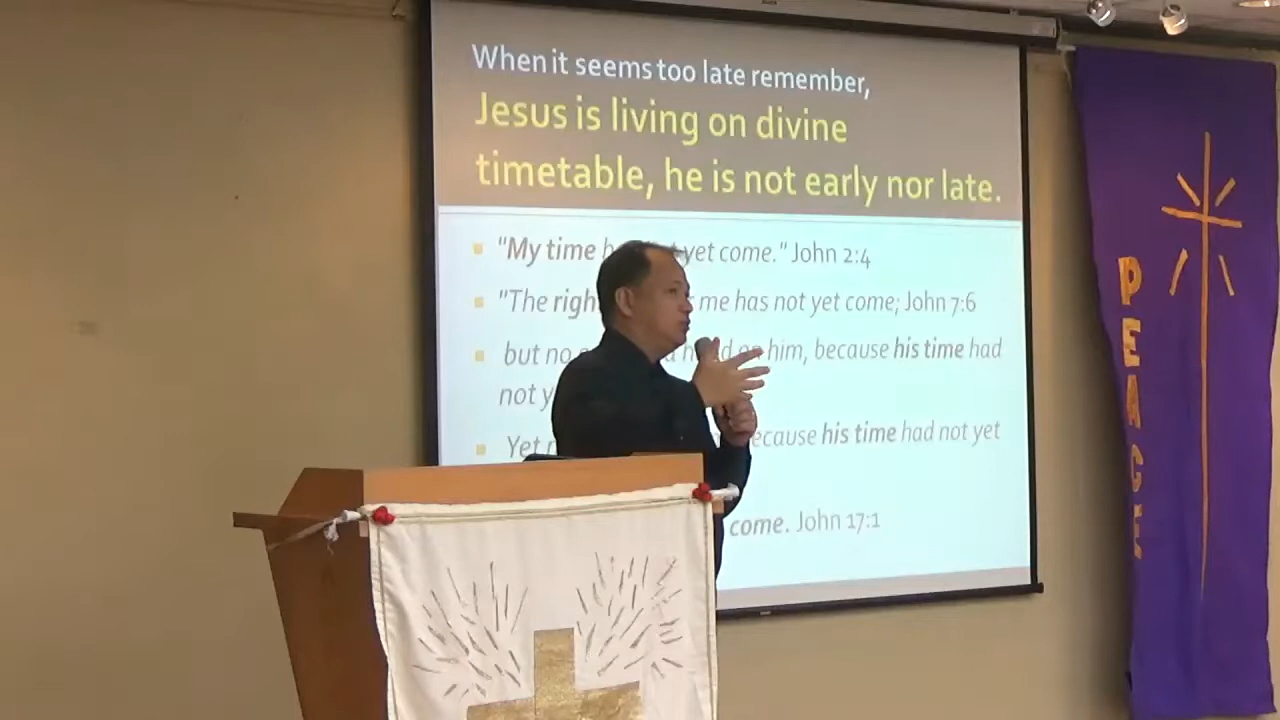 When it seems too late remember,
Jesus is living on divine
timetable, he is not early nor late.
"My time yet come." John 2:4
"The me has not yet come; John 7:6
but no him, because his time had
not
Yet because his time had not yet
come. John 17:1
PEACE